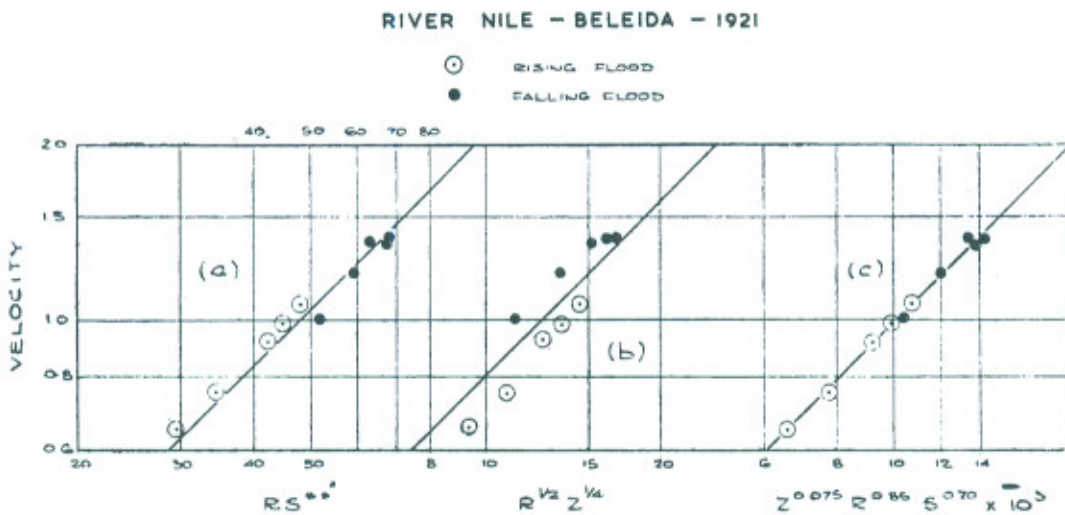 RIVER NILE – BELEIDA – 1921
⊙ RISING FLOOD
● FALLING FLOOD
40 50 60 70 80
2.0
1.5
1.0
0.8
0.6
VELOCITY
(a)
(b)
(c)
20 30 40 50 8 10 15 20 6 8 10 12 14
RS
R^1/2 Z^1/4
Z^0.075 R^0.86 S^0.70 × 10^3